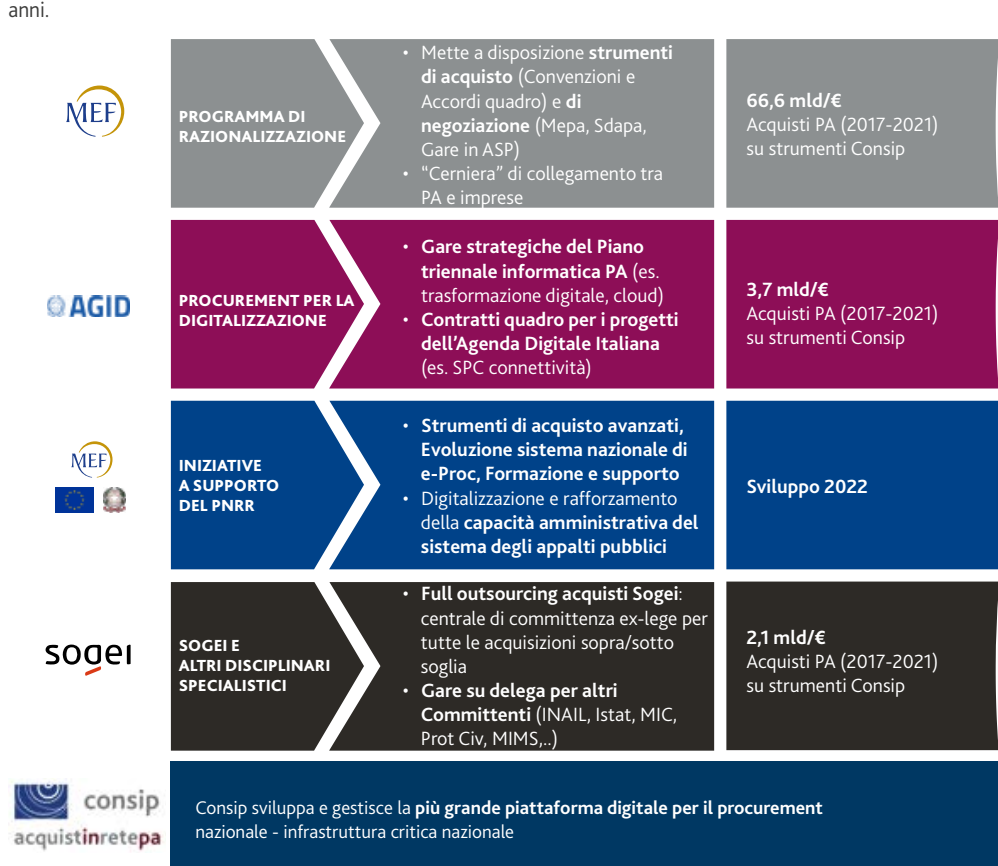 anni.
MEF
PROGRAMMA DI
RAZIONALIZZAZIONE
• Mette a disposizione strumenti
di acquisto (Convenzioni e
Accordi quadro) e di
negoziazione (Mepa, Sdapa,
Gare in ASP)
• "Cerniera" di collegamento tra
PA e imprese
66,6 mld/€
Acquisti PA (2017-2021)
su strumenti Consip
AGID
PROCUREMENT PER LA
DIGITALIZZAZIONE
• Gare strategiche del Piano
triennale informatica PA (es.
trasformazione digitale, cloud)
• Contratti quadro per i progetti
dell'Agenda Digitale Italiana
(es. SPC connettività)
3,7 mld/€
Acquisti PA (2017-2021)
su strumenti Consip
MEF
INIZIATIVE
A SUPPORTO
DEL PNRR
• Strumenti di acquisto avanzati,
Evoluzione sistema nazionale di
e-Proc, Formazione e supporto
• Digitalizzazione e rafforzamento
della capacità amministrativa del
sistema degli appalti pubblici
Sviluppo 2022
sogei
SOGEI E
ALTRI DISCIPLINARI
SPECIALISTICI
• Full outsourcing acquisti Sogei:
centrale di committenza ex-lege per
tutte le acquisizioni sopra/sotto
soglia
• Gare su delega per altri
Committenti (INAIL, Istat, MIC,
Prot Civ, MIMS,..)
2,1 mld/€
Acquisti PA (2017-2021)
su strumenti Consip
consip
acquistinretepa
Consip sviluppa e gestisce la più grande piattaforma digitale per il procurement
nazionale - infrastruttura critica nazionale